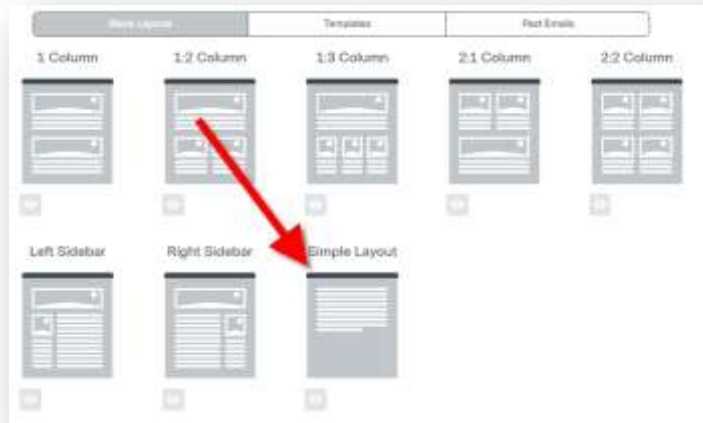 Basic Layouts Templates Past Emails
1 Column 1:2 Column 1:3 Column 2:1 Column 2:2 Column
Left Sidebar Right Sidebar Simple Layout